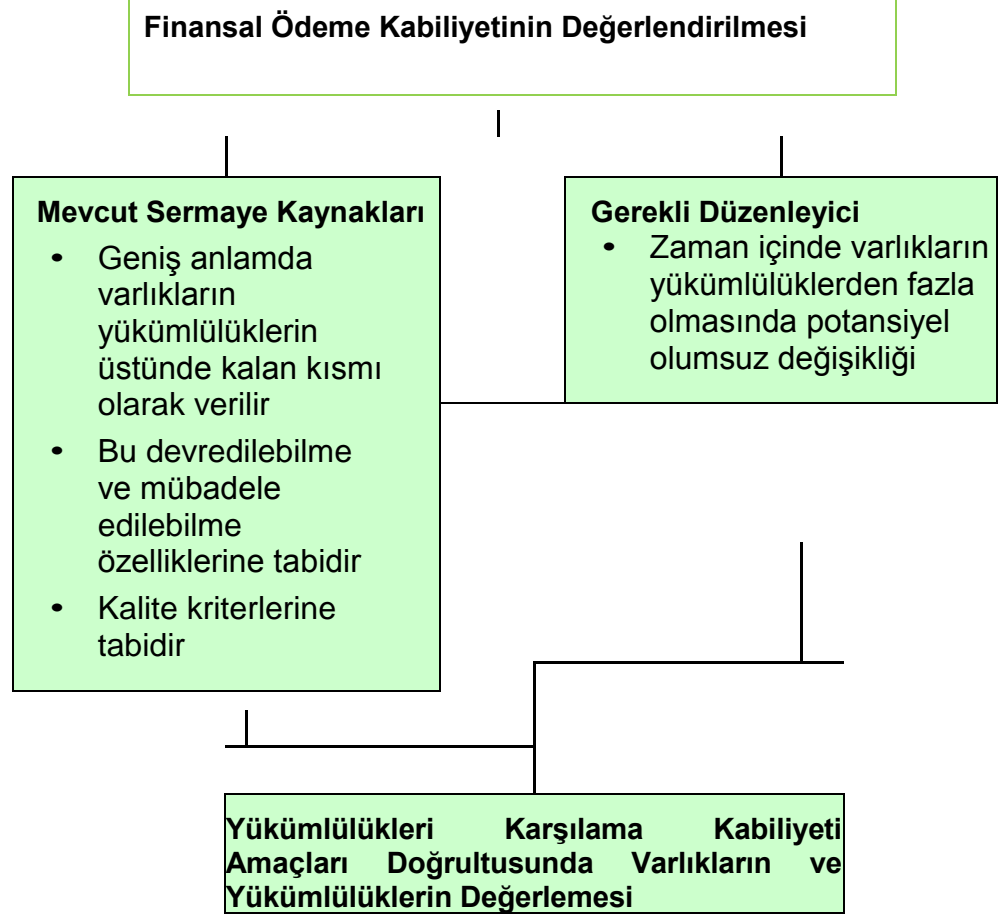 Finansal Ödeme Kabiliyetinin Değerlendirilmesi
Mevcut Sermaye Kaynakları
• Geniş anlamda
varlıkların
yükümlülüklerin
üstünde kalan kısmı
olarak verilir
• Bu devredilebilme
ve mübadele
edilebilme
özelliklerine tabidir
• Kalite kriterlerine
tabidir
Gerekli Düzenleyici
• Zaman içinde varlıkların
yükümlülüklerden fazla
olmasında potansiyel
olumsuz değişikliği
Yükümlülükleri Karşılama Kabiliyeti
Amaçları Doğrultusunda Varlıkların ve
Yükümlülüklerin Değerlemesi